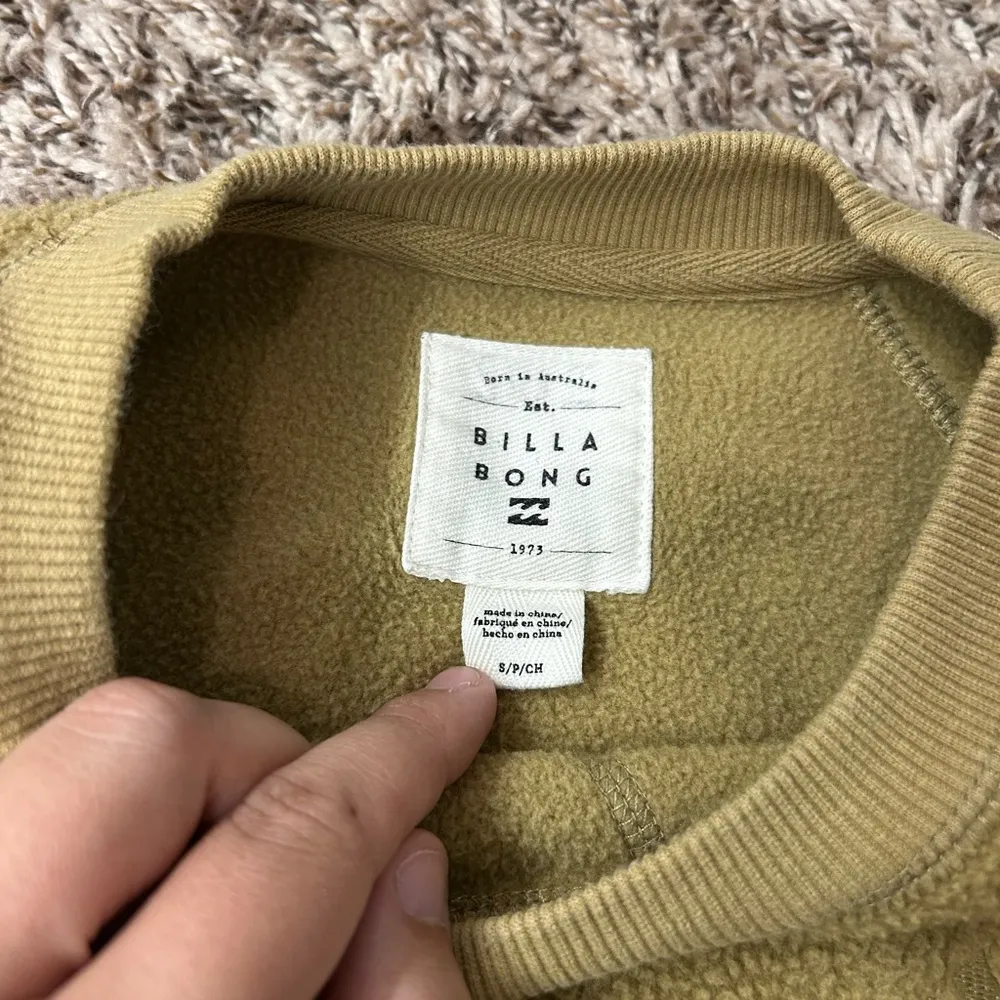 Born in Australia
Est.
BILLA
BONG
1973
made in china/
fabriqué en chine/
hecho en china
S/P/CH